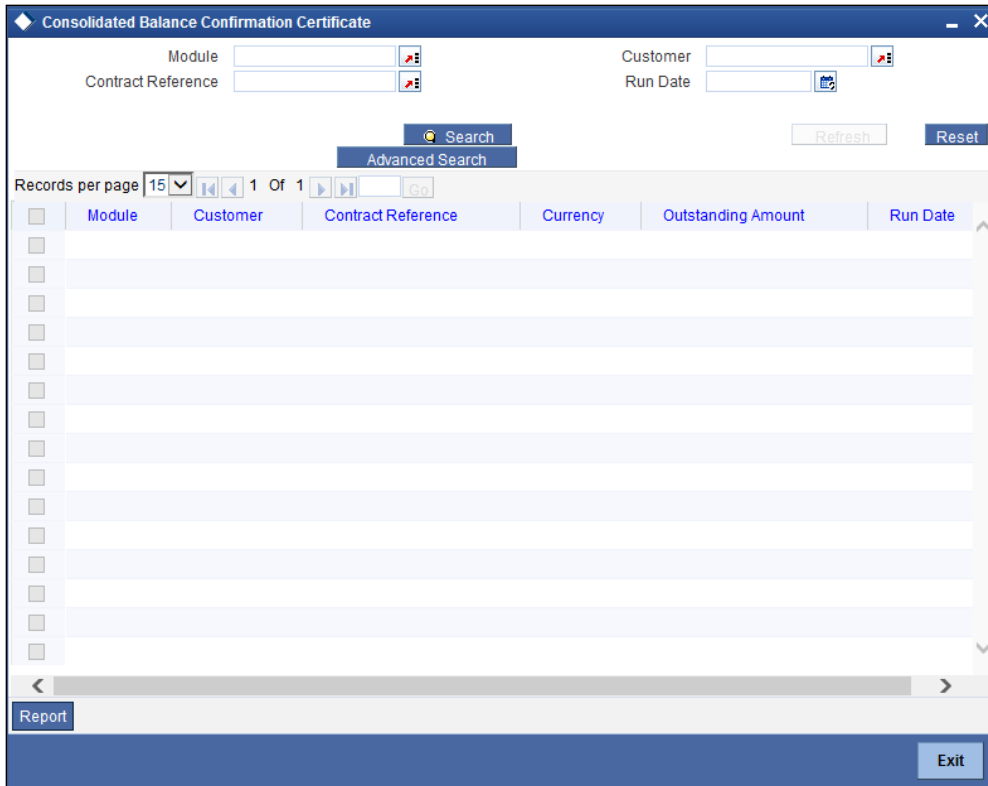 Consolidated Balance Confirmation Certificate
Module Customer
Contract Reference Run Date
Search Refresh Reset
Advanced Search
Records per page 15 1 Of 1 Go
Module Customer Contract Reference Currency Outstanding Amount Run Date
Report
Exit